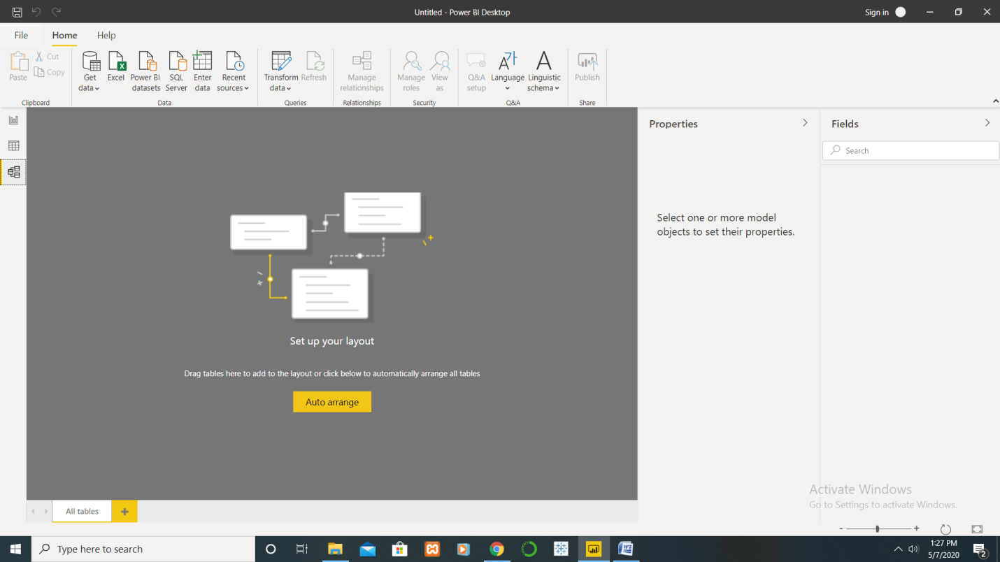 Untitled - Power BI Desktop
Sign in
File
Home
Help
Paste
Cut
Copy
Clipboard
Get
data
Excel
Power BI
datasets
SQL
Server
Enter
data
Recent
sources
Data
Transform
data
Refresh
Queries
Manage
relationships
Relationships
Manage
roles
View
as
Security
Q&A
setup
Language
Linguistic
schema
Q&A
Publish
Share
Properties
Fields
Search
Select one or more model
objects to set their properties.
Set up your layout
Drag tables here to add to the layout or click below to automatically arrange all tables
Auto arrange
Activate Windows
Go to Settings to activate Windows.
All tables
Type here to search
1:27 PM
5/7/2020
2